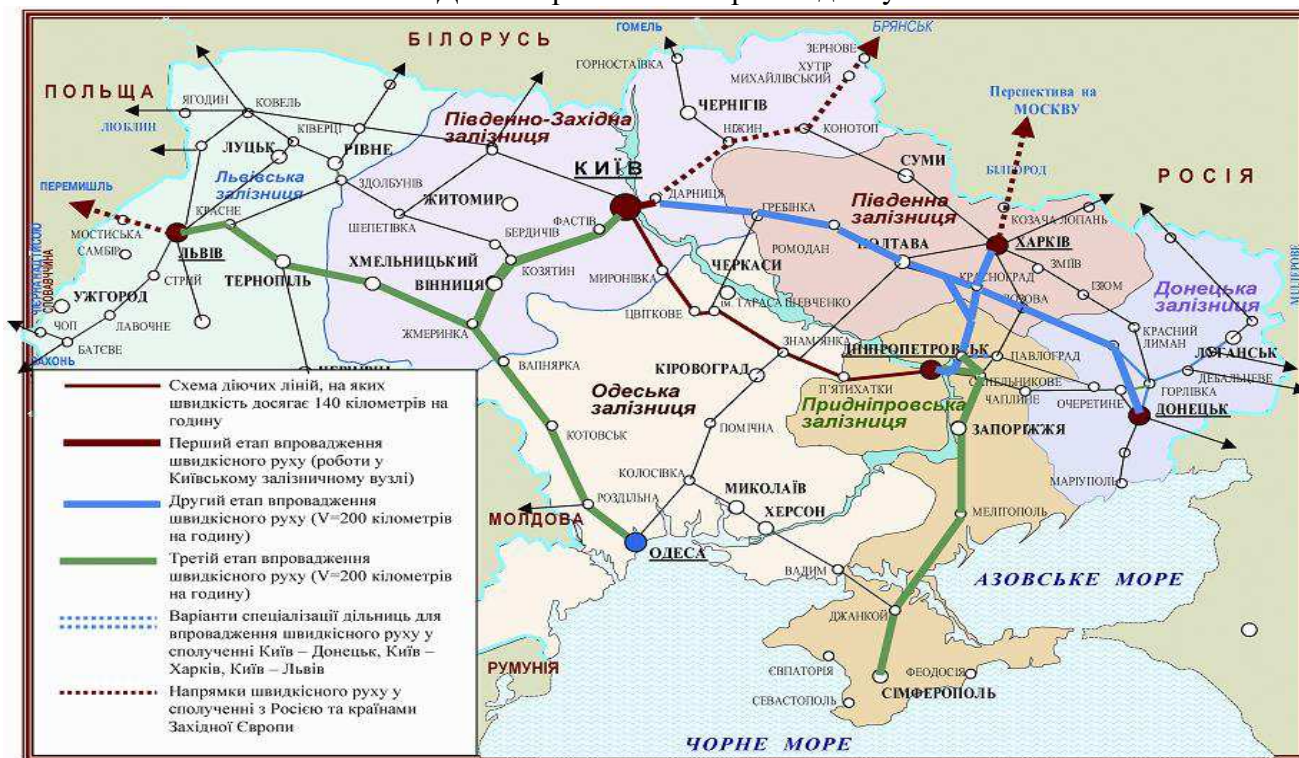 БІЛОРУСЬ
ГОМЕЛЬ
БРЯНСЬК
ЗЕРНОВЕ
ХУТІР
МИХАЙЛІВСЬКИЙ
ГОРНОСТАЇВКА
ПОЛЬЩА
ЯГОДИН
КОВЕЛЬ
ЧЕРНІГІВ
Перспектива на
МОСКВУ
ЛЮБЛИН
КІВЕРЦІ
Південно-Західна
залізниця
НІЖИН
КОНОТОП
ЛУЦЬК
РІВНЕ
КИЇВ
СУМИ
БІЛГОРОД
РОСІЯ
Львівська
залізниця
ЗДОЛБУНІВ
ПЕРЕМИШЛЬ
ДАРНИЦЯ
ЖИТОМИР
ГРЕБІНКА
Південна
залізниця
КОЗАЧА ЛОПАНЬ
КРАСНЕ
МОСТИСЬКА
САМБІР
ЛЬВІВ
ШЕПЕТІВКА
ФАСТІВ
БЕРДИЧІВ
РОМОДАН
ПОЛТАВА
ХАРКІВ
ЗМІЇВ
ТЕРНОПІЛЬ
ХМЕЛЬНИЦЬКИЙ
ВІННИЦЯ
КОЗЯТИН
МИРОНІВКА
ЧЕРКАСИ
СТРИЙ
КРАСНОГРАД
ІЗЮМ
Донецька
залізниця
МІЛЛЕРОВЕ
УЖГОРОД
ім. ТАРАСА ШЕВЧЕНКО
ЦВІТКОВЕ
ЛОЗОВА
ЧОП
ЛАВОЧНЕ
БАТЄВЕ
ЖМЕРИНКА
КРАСНИЙ
ЛИМАН
ЗНАМ'ЯНКА
ДНІПРОПЕТРОВСЬК
ПАВЛОГРАД
ЛУГАНСЬК
ВАПНЯРКА
КІРОВОГРАД
П'ЯТИХАТКИ
СИНЕЛЬНИКОВЕ
ЧАПЛИНЕ
ДЕБАЛЬЦЕВЕ
ГОРЛІВКА
ОЧЕРЕТИНЕ
ДОНЕЦЬК
Одеська
залізниця
Придніпровська
залізниця
ПОМІЧНА
ЗАПОРІЖЖЯ
КОТОВСЬК
КОЛОСІВКА
МАРІУПОЛЬ
МИКОЛАЇВ
РОЗДІЛЬНА
МОЛДОВА
ХЕРСОН
МЕЛІТОПОЛЬ
ОДЕСА
ВАДИМ
АЗОВСЬКЕ МОРЕ
ДЖАНКОЙ
РУМУНІЯ
ЄВПАТОРІЯ
ФЕОДОСІЯ
СІМФЕРОПОЛЬ
СЕВАСТОПОЛЬ
ЧОРНЕ МОРЕ
Схема діючих ліній, на яких
швидкість досягає 140 кілометрів на
годину
Перший етап впровадження
швидкісного руху (роботи у
Київському залізничному вузлі)
Другий етап впровадження
швидкісного руху (V=200 кілометрів
на годину)
Третій етап впровадження
швидкісного руху (V=200 кілометрів
на годину)
Варіанти спеціалізації дільниць для
впровадження швидкісного руху у
сполученні Київ – Донецьк, Київ –
Харків, Київ – Львів
Напрямки швидкісного руху у
сполученні з Росією та країнами
Західної Європи